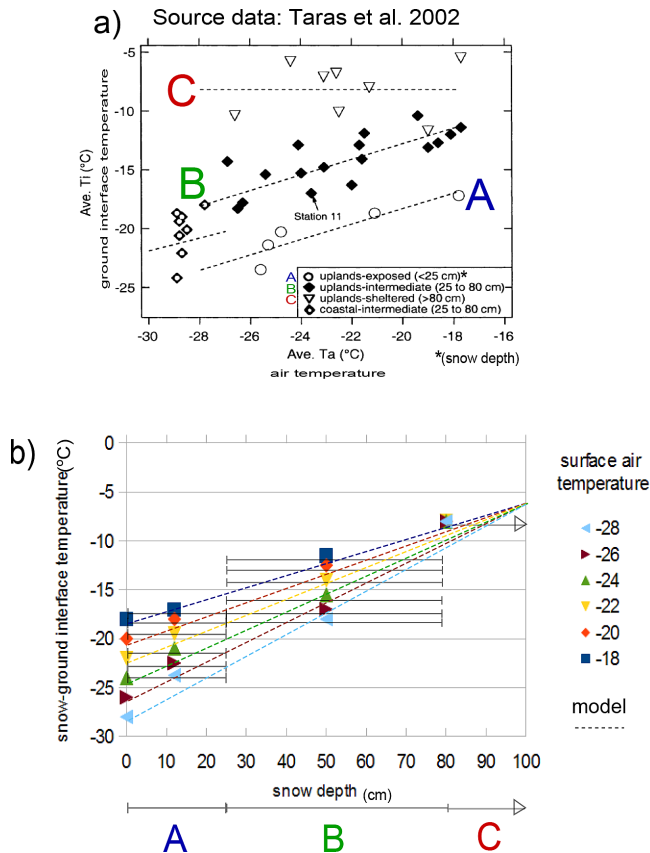 Source data: Taras et al. 2002
a)
Ave. Ti (°C)
ground interface temperature
-5
-10
-15
-20
-25
C
B
A
Station 11
A ○ uplands-exposed (<25 cm)*
B ◆ uplands-intermediate (25 to 80 cm)
C ▽ uplands-sheltered (>80 cm)
◇ coastal-intermediate (25 to 80 cm)
-30 -28 -26 -24 -22 -20 -18 -16
Ave. Ta (°C)
air temperature
*(snow depth)
b)
snow-ground interface temperature(°C)
0
-5
-10
-15
-20
-25
-30
0 10 20 30 40 50 60 70 80 90 100
snow depth (cm)
A B C
surface air
temperature
-28
-26
-24
-22
-20
-18
model